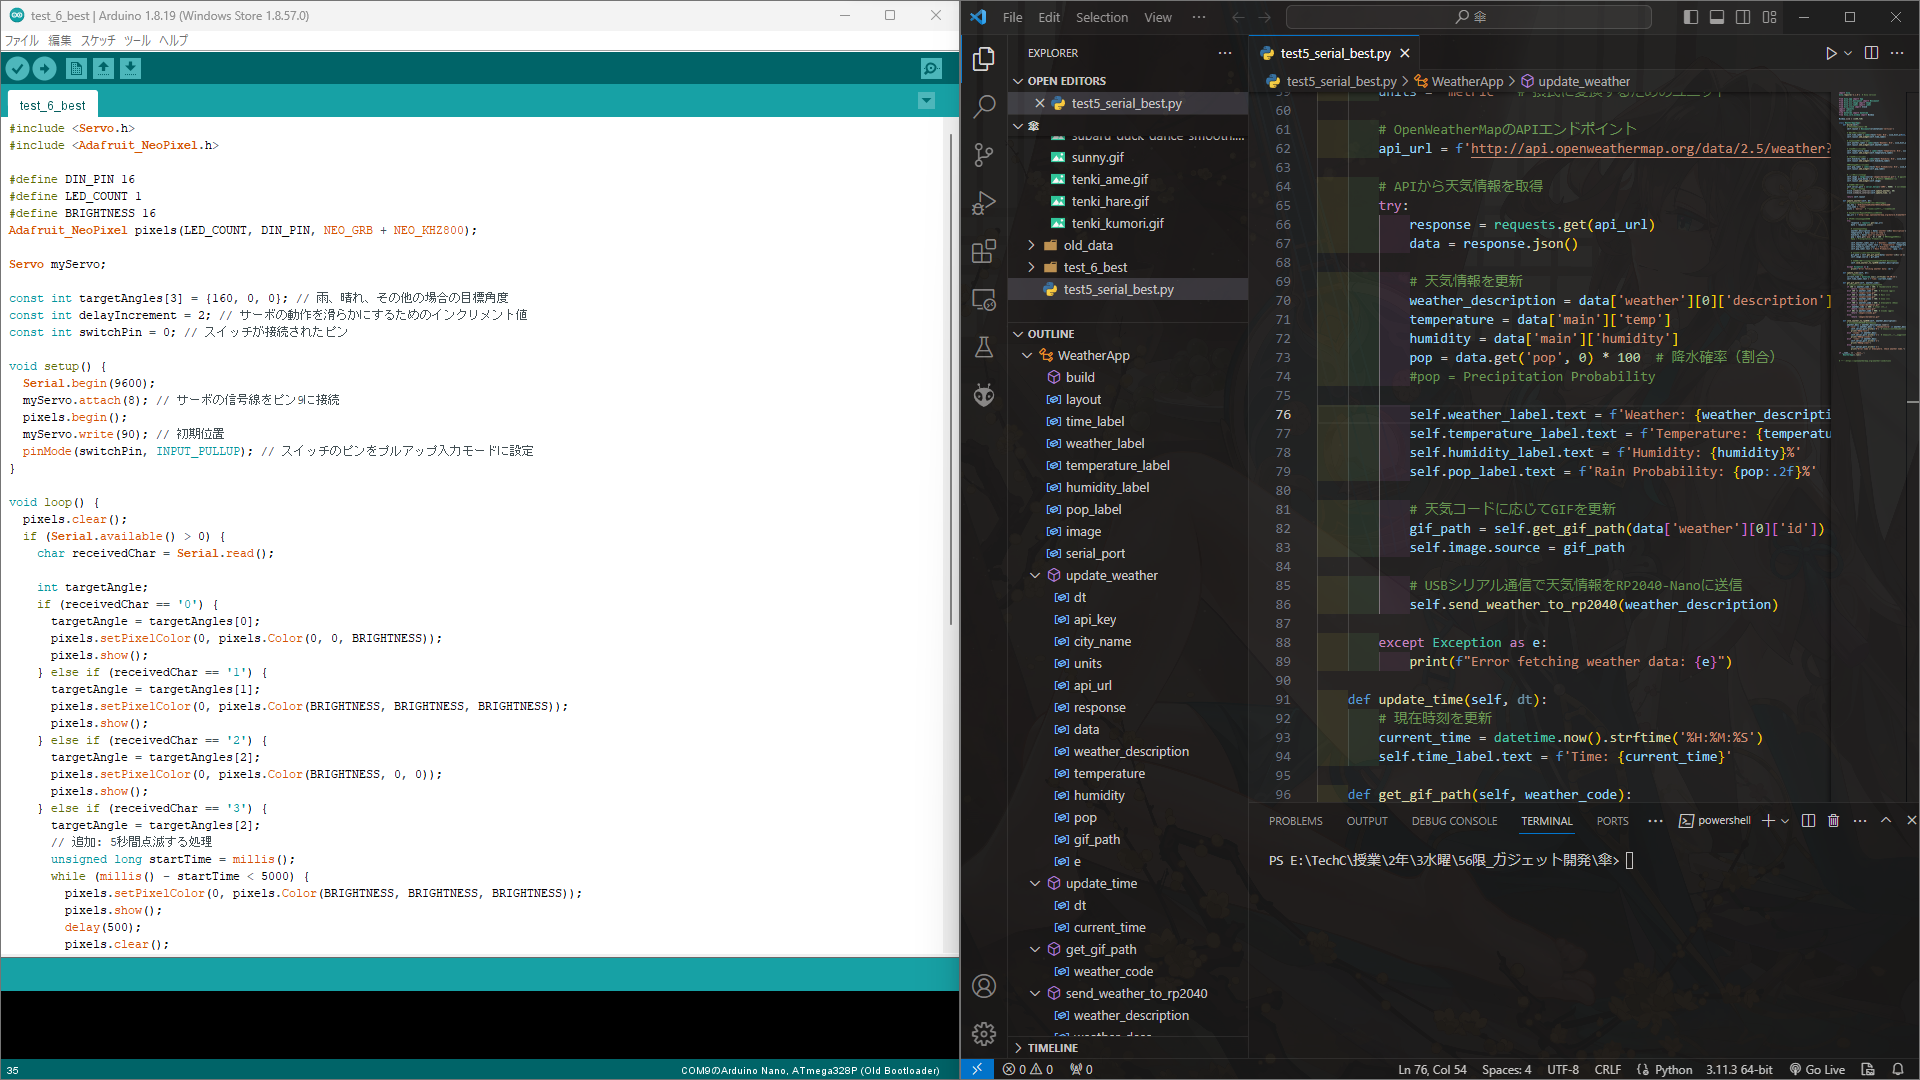 test_6_best | Arduino 1.8.19 (Windows Store 1.8.57.0)
ファイル 編集 スケッチ ツール ヘルプ
test_6_best
#include <Servo.h>
#include <Adafruit_NeoPixel.h>
#define DIN_PIN 16
#define LED_COUNT 1
#define BRIGHTNESS 16
Adafruit_NeoPixel pixels(LED_COUNT, DIN_PIN, NEO_GRB + NEO_KHZ800);
Servo myServo;
const int targetAngles[3] = {160, 0, 0}; // 雨、晴れ、その他の場合の目標角度
const int delayIncrement = 2; // サーボの動作を滑らかにするためのインクリメント値
const int switchPin = 0; // スイッチが接続されたピン
void setup() {
  Serial.begin(9600);
  myServo.attach(8); // サーボの信号線をピン9に接続
  pixels.begin();
  myServo.write(90); // 初期位置
  pinMode(switchPin, INPUT_PULLUP); // スイッチのピンをプルアップ入力モードに設定
}
void loop() {
  pixels.clear();
  if (Serial.available() > 0) {
    char receivedChar = Serial.read();
    int targetAngle;
    if (receivedChar == '0') {
      targetAngle = targetAngles[0];
      pixels.setPixelColor(0, pixels.Color(0, 0, BRIGHTNESS));
      pixels.show();
    } else if (receivedChar == '1') {
      targetAngle = targetAngles[1];
      pixels.setPixelColor(0, pixels.Color(BRIGHTNESS, BRIGHTNESS, BRIGHTNESS));
      pixels.show();
    } else if (receivedChar == '2') {
      targetAngle = targetAngles[2];
      pixels.setPixelColor(0, pixels.Color(BRIGHTNESS, 0, 0));
      pixels.show();
    } else if (receivedChar == '3') {
      targetAngle = targetAngles[2];
      // 追加: 5秒間点滅する処理
      unsigned long startTime = millis();
      while (millis() - startTime < 5000) {
        pixels.setPixelColor(0, pixels.Color(BRIGHTNESS, BRIGHTNESS, BRIGHTNESS));
        pixels.show();
        delay(500);
        pixels.clear();
35
COM9のArduino Nano, ATmega328P (Old Bootloader)
File Edit Selection View ···
傘
EXPLORER
OPEN EDITORS
test5_serial_best.py
傘
subaru_duck_dance_smooth....
sunny.gif
tenki_ame.gif
tenki_hare.gif
tenki_kumori.gif
old_data
test_6_best
test5_serial_best.py
OUTLINE
WeatherApp
build
layout
time_label
weather_label
temperature_label
humidity_label
pop_label
image
serial_port
update_weather
dt
api_key
city_name
units
api_url
response
data
weather_description
temperature
humidity
pop
gif_path
e
update_time
dt
current_time
get_gif_path
weather_code
send_weather_to_rp2040
weather_description
TIMELINE
test5_serial_best.py
test5_serial_best.py > WeatherApp > update_weather
59 units = 'metric' # 摂氏に変換するためのユニット
60
61 # OpenWeatherMapのAPIエンドポイント
62 api_url = f'http://api.openweathermap.org/data/2.5/weather?
63
64 # APIから天気情報を取得
65 try:
66 response = requests.get(api_url)
67 data = response.json()
68
69 # 天気情報を更新
70 weather_description = data['weather'][0]['description']
71 temperature = data['main']['temp']
72 humidity = data['main']['humidity']
73 pop = data.get('pop', 0) * 100  # 降水確率（割合）
74 #pop = Precipitation Probability
75
76 self.weather_label.text = f'Weather: {weather_descripti
77 self.temperature_label.text = f'Temperature: {temperatu
78 self.humidity_label.text = f'Humidity: {humidity}%'
79 self.pop_label.text = f'Rain Probability: {pop:.2f}%'
80
81 # 天気コードに応じてGIFを更新
82 gif_path = self.get_gif_path(data['weather'][0]['id'])
83 self.image.source = gif_path
84
85 # USBシリアル通信で天気情報をRP2040-Nanoに送信
86 self.send_weather_to_rp2040(weather_description)
87
88 except Exception as e:
89 print(f"Error fetching weather data: {e}")
90
91 def update_time(self, dt):
92 # 現在時刻を更新
93 current_time = datetime.now().strftime('%H:%M:%S')
94 self.time_label.text = f'Time: {current_time}'
95
96 def get_gif_path(self, weather_code):
PROBLEMS OUTPUT DEBUG CONSOLE TERMINAL PORTS ··· powershell
PS E:\TechC\授業\2年\3水曜\56限_ガジェット開発\傘>
0 0 0
Ln 76, Col 54 Spaces: 4 UTF-8 CRLF Python 3.11.3 64-bit Go Live